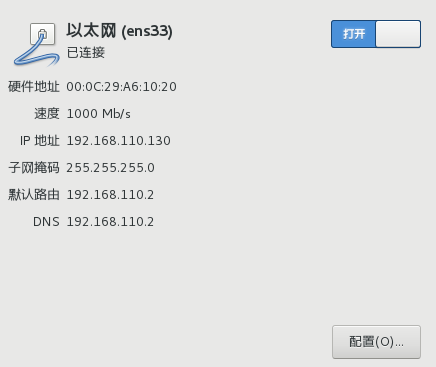 以太网 (ens33)
已连接
打开
硬件地址 00:0C:29:A6:10:20
速度 1000 Mb/s
IP 地址 192.168.110.130
子网掩码 255.255.255.0
默认路由 192.168.110.2
DNS 192.168.110.2
配置(O)...